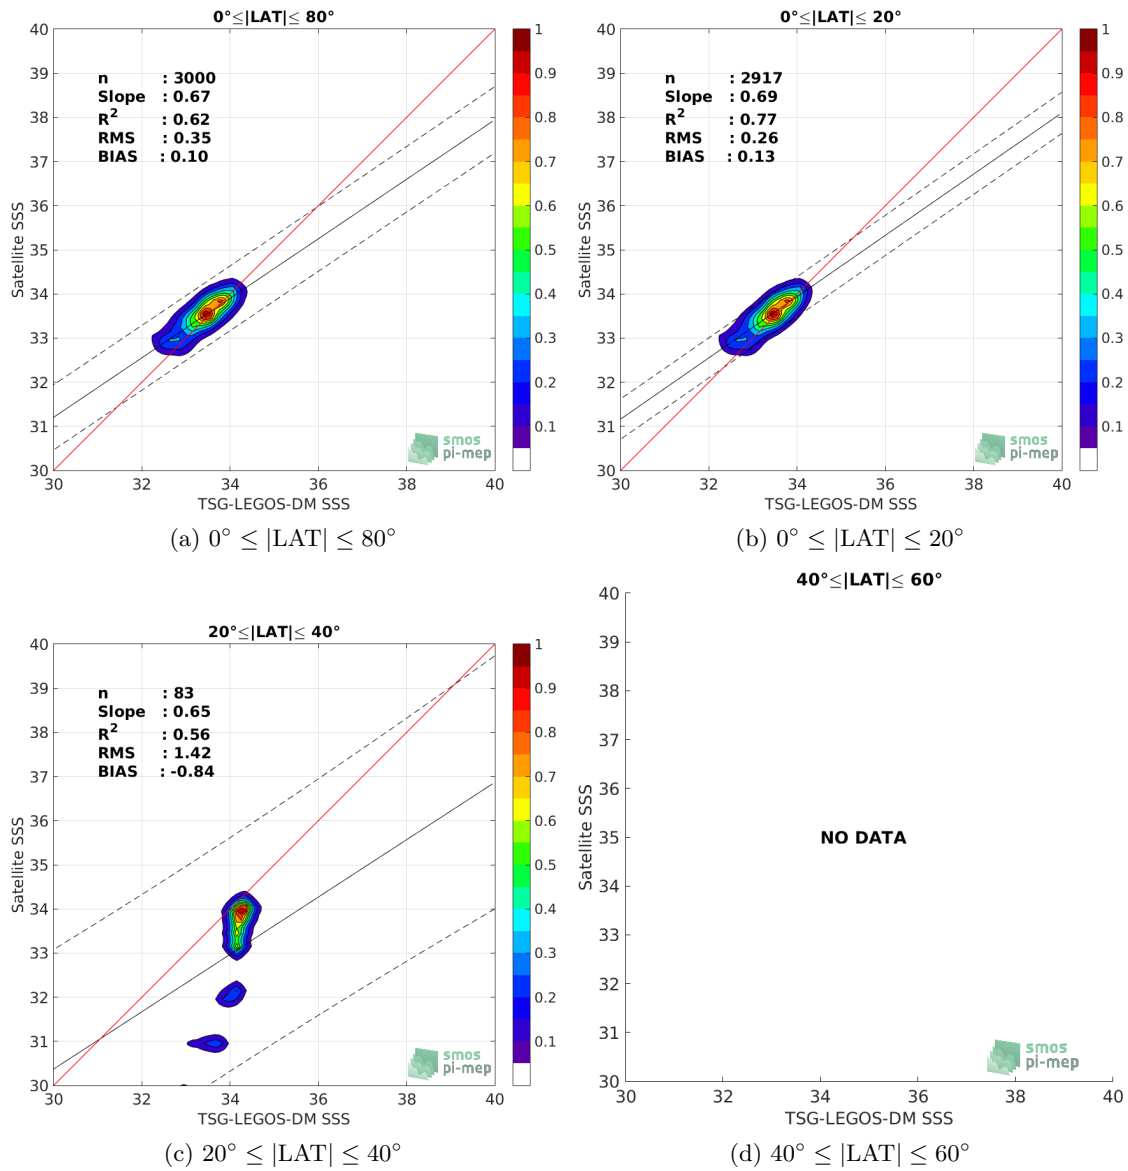 0°≤|LAT|≤ 80°
40
39
38
37
36
35
34
33
32
31
30
Satellite SSS
n : 3000
Slope : 0.67
R² : 0.62
RMS : 0.35
BIAS : 0.10
smos
pi-mep
30 32 34 36 38 40
TSG-LEGOS-DM SSS
1
0.9
0.8
0.7
0.6
0.5
0.4
0.3
0.2
0.1
(a) 0° ≤ |LAT| ≤ 80°
0°≤|LAT|≤ 20°
40
39
38
37
36
35
34
33
32
31
30
Satellite SSS
n : 2917
Slope : 0.69
R² : 0.77
RMS : 0.26
BIAS : 0.13
smos
pi-mep
30 32 34 36 38 40
TSG-LEGOS-DM SSS
1
0.9
0.8
0.7
0.6
0.5
0.4
0.3
0.2
0.1
(b) 0° ≤ |LAT| ≤ 20°
20°≤|LAT|≤ 40°
40
39
38
37
36
35
34
33
32
31
30
Satellite SSS
n : 83
Slope : 0.65
R² : 0.56
RMS : 1.42
BIAS : -0.84
smos
pi-mep
30 32 34 36 38 40
TSG-LEGOS-DM SSS
1
0.9
0.8
0.7
0.6
0.5
0.4
0.3
0.2
0.1
(c) 20° ≤ |LAT| ≤ 40°
40°≤|LAT|≤ 60°
40
39
38
37
36
35
34
33
32
31
30
Satellite SSS
NO DATA
smos
pi-mep
30 32 34 36 38 40
TSG-LEGOS-DM SSS
(d) 40° ≤ |LAT| ≤ 60°